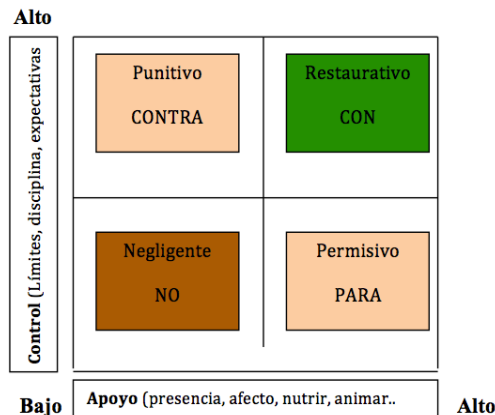 Alto
Control (Límites, disciplina, expectativas
Punitivo
CONTRA
Restaurativo
CON
Negligente
NO
Permisivo
PARA
Bajo
Apoyo (presencia, afecto, nutrir, animar..
Alto